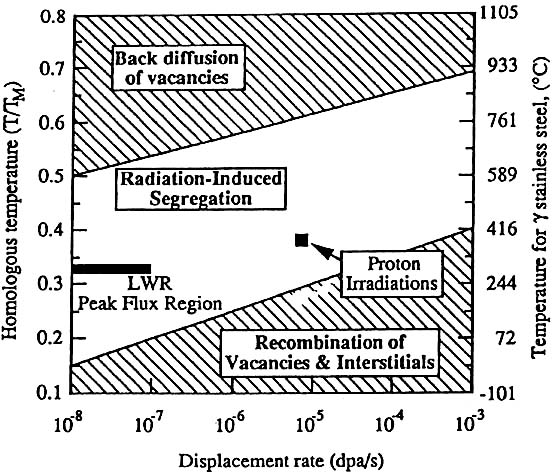 0.8
0.7
0.6
0.5
0.4
0.3
0.2
0.1
Homologous temperature (T/T_M)
1105
933
761
589
416
244
72
-101
Temperature for γ stainless steel, (°C)
Back diffusion
of vacancies
Radiation-Induced
Segregation
LWR
Peak Flux Region
Proton
Irradiations
Recombination of
Vacancies & Interstitials
10^-8
10^-7
10^-6
10^-5
10^-4
10^-3
Displacement rate (dpa/s)